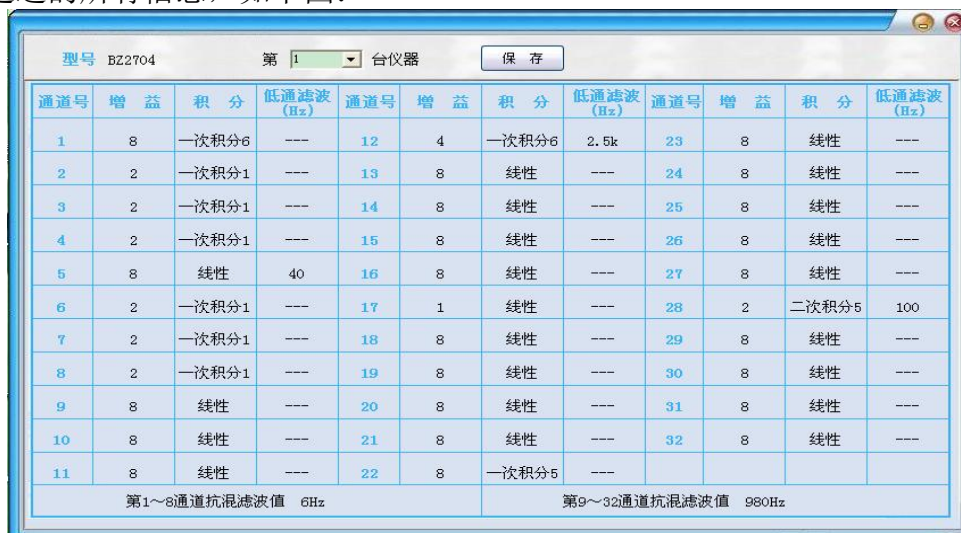 型号 BZ2704 第 1 台仪器 保 存
通道号 增 益 积 分 低通滤波(Hz) 通道号 增 益 积 分 低通滤波(Hz) 通道号 增 益 积 分 低通滤波(Hz)
1 8 一次积分6 --- 12 4 一次积分6 2.5k 23 8 线性 ---
2 2 一次积分1 --- 13 8 线性 --- 24 8 线性 ---
3 2 一次积分1 --- 14 8 线性 --- 25 8 线性 ---
4 2 一次积分1 --- 15 8 线性 --- 26 8 线性 ---
5 8 线性 40 16 8 线性 --- 27 8 线性 ---
6 2 一次积分1 --- 17 1 线性 --- 28 2 二次积分5 100
7 2 一次积分1 --- 18 8 线性 --- 29 8 线性 ---
8 2 一次积分1 --- 19 8 线性 --- 30 8 线性 ---
9 8 线性 --- 20 8 线性 --- 31 8 线性 ---
10 8 线性 --- 21 8 线性 --- 32 8 线性 ---
11 8 线性 --- 22 8 一次积分5 ---
第1～8通道抗混滤波值 6Hz 第9～32通道抗混滤波值 980Hz